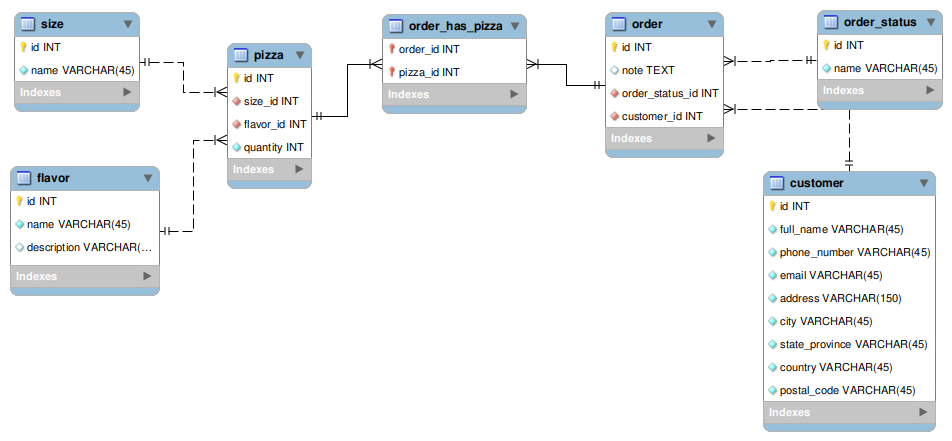 size
id INT
name VARCHAR(45)
Indexes
pizza
id INT
size_id INT
flavor_id INT
quantity INT
Indexes
flavor
id INT
name VARCHAR(45)
description VARCHAR(...
Indexes
order_has_pizza
order_id INT
pizza_id INT
Indexes
order
id INT
note TEXT
order_status_id INT
customer_id INT
Indexes
order_status
id INT
name VARCHAR(45)
Indexes
customer
id INT
full_name VARCHAR(45)
phone_number VARCHAR(45)
email VARCHAR(45)
address VARCHAR(150)
city VARCHAR(45)
state_province VARCHAR(45)
country VARCHAR(45)
postal_code VARCHAR(45)
Indexes